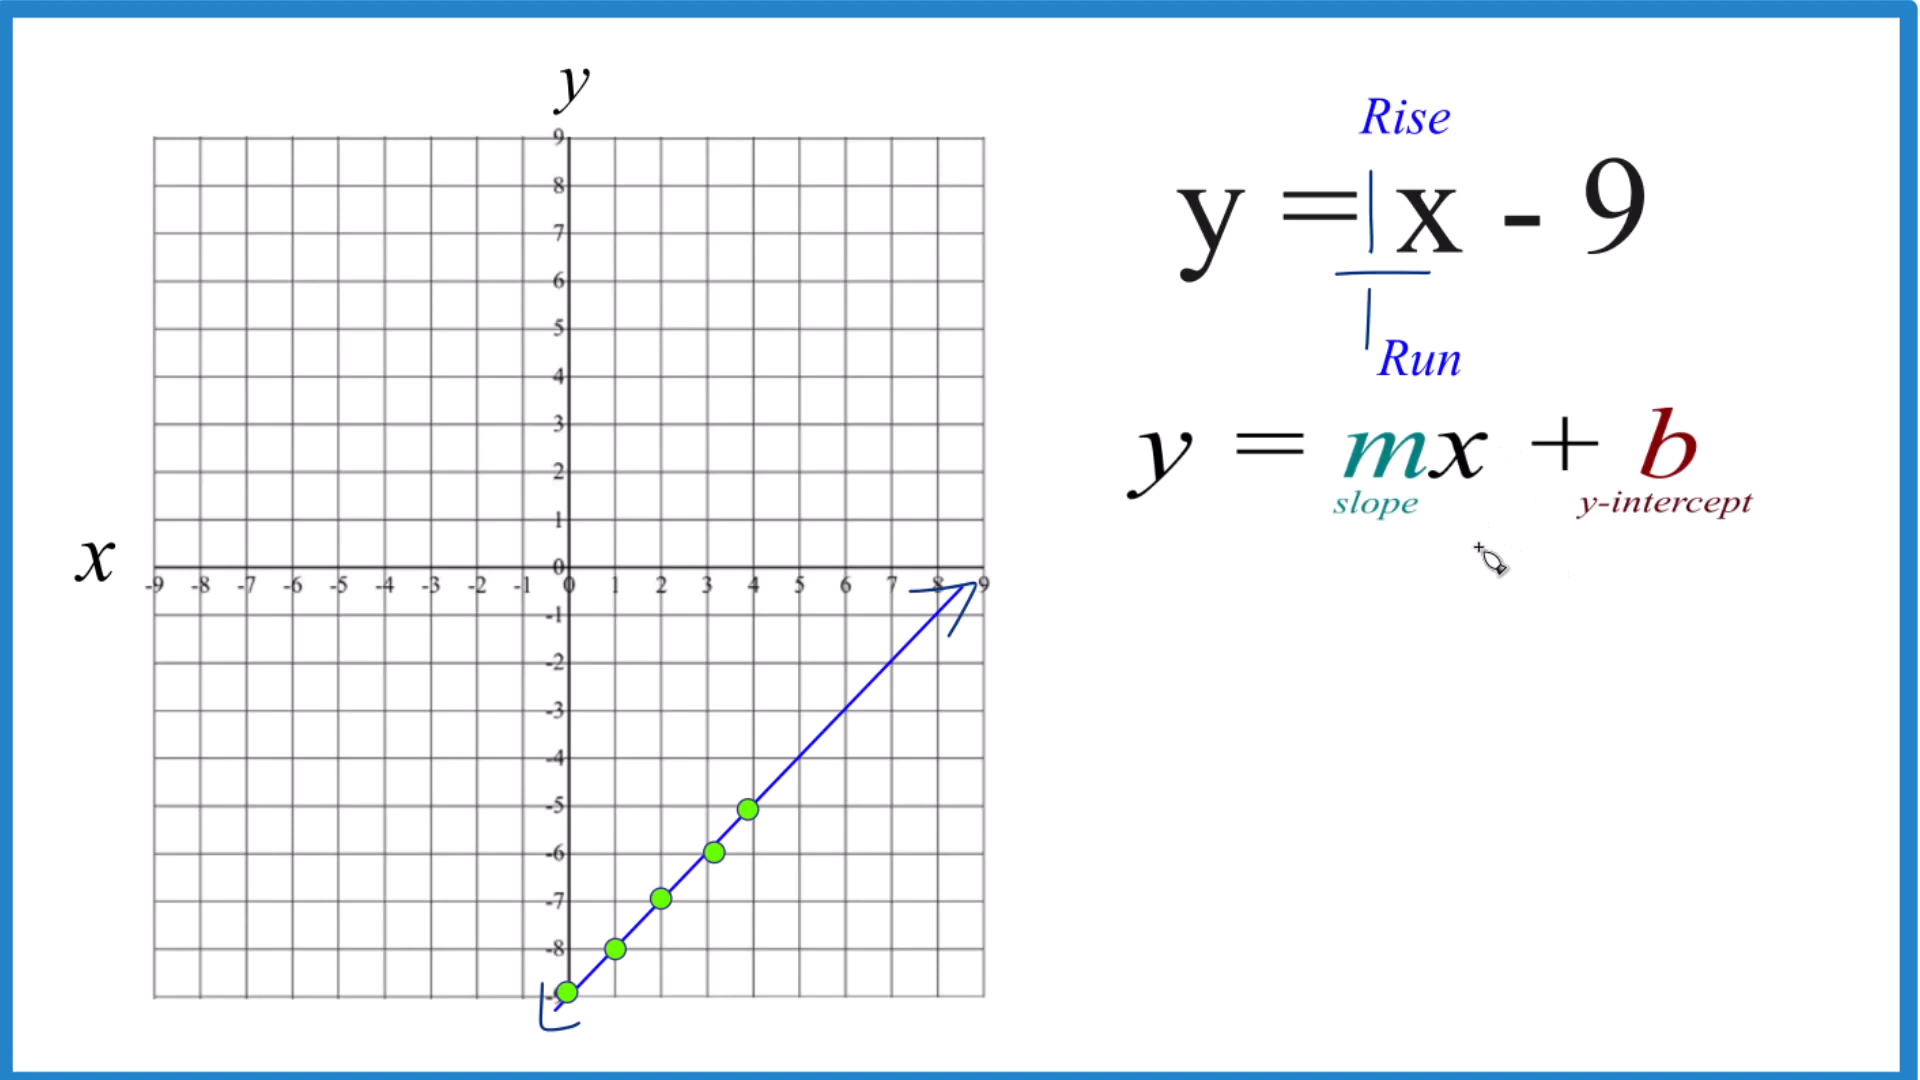 y
9
8
7
6
5
4
3
2
1
x
0
-9 -8 -7 -6 -5 -4 -3 -2 -1 0 1 2 3 4 5 6 7 8 9
-1
-2
-3
-4
-5
-6
-7
-8
Rise
y = 1x - 9
1
Run
y = mx + b
slope y-intercept